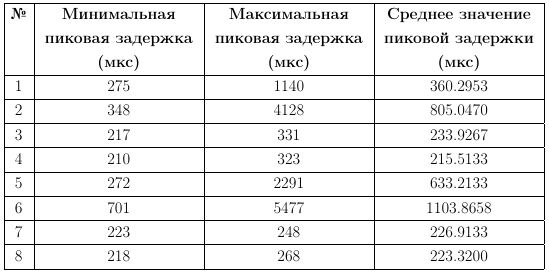 № Минимальная Максимальная Среднее значение
пиковая задержка пиковая задержка пиковой задержки
(мкс) (мкс) (мкс)
1 275 1140 360.2953
2 348 4128 805.0470
3 217 331 233.9267
4 210 323 215.5133
5 272 2291 633.2133
6 701 5477 1103.8658
7 223 248 226.9133
8 218 268 223.3200